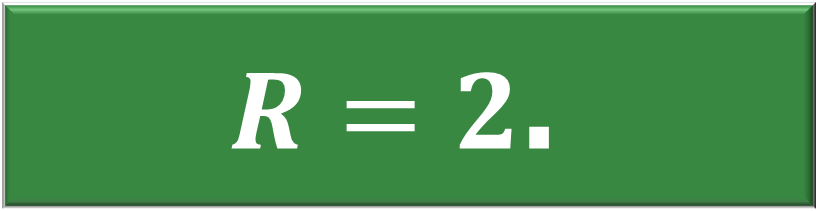 R = 2.